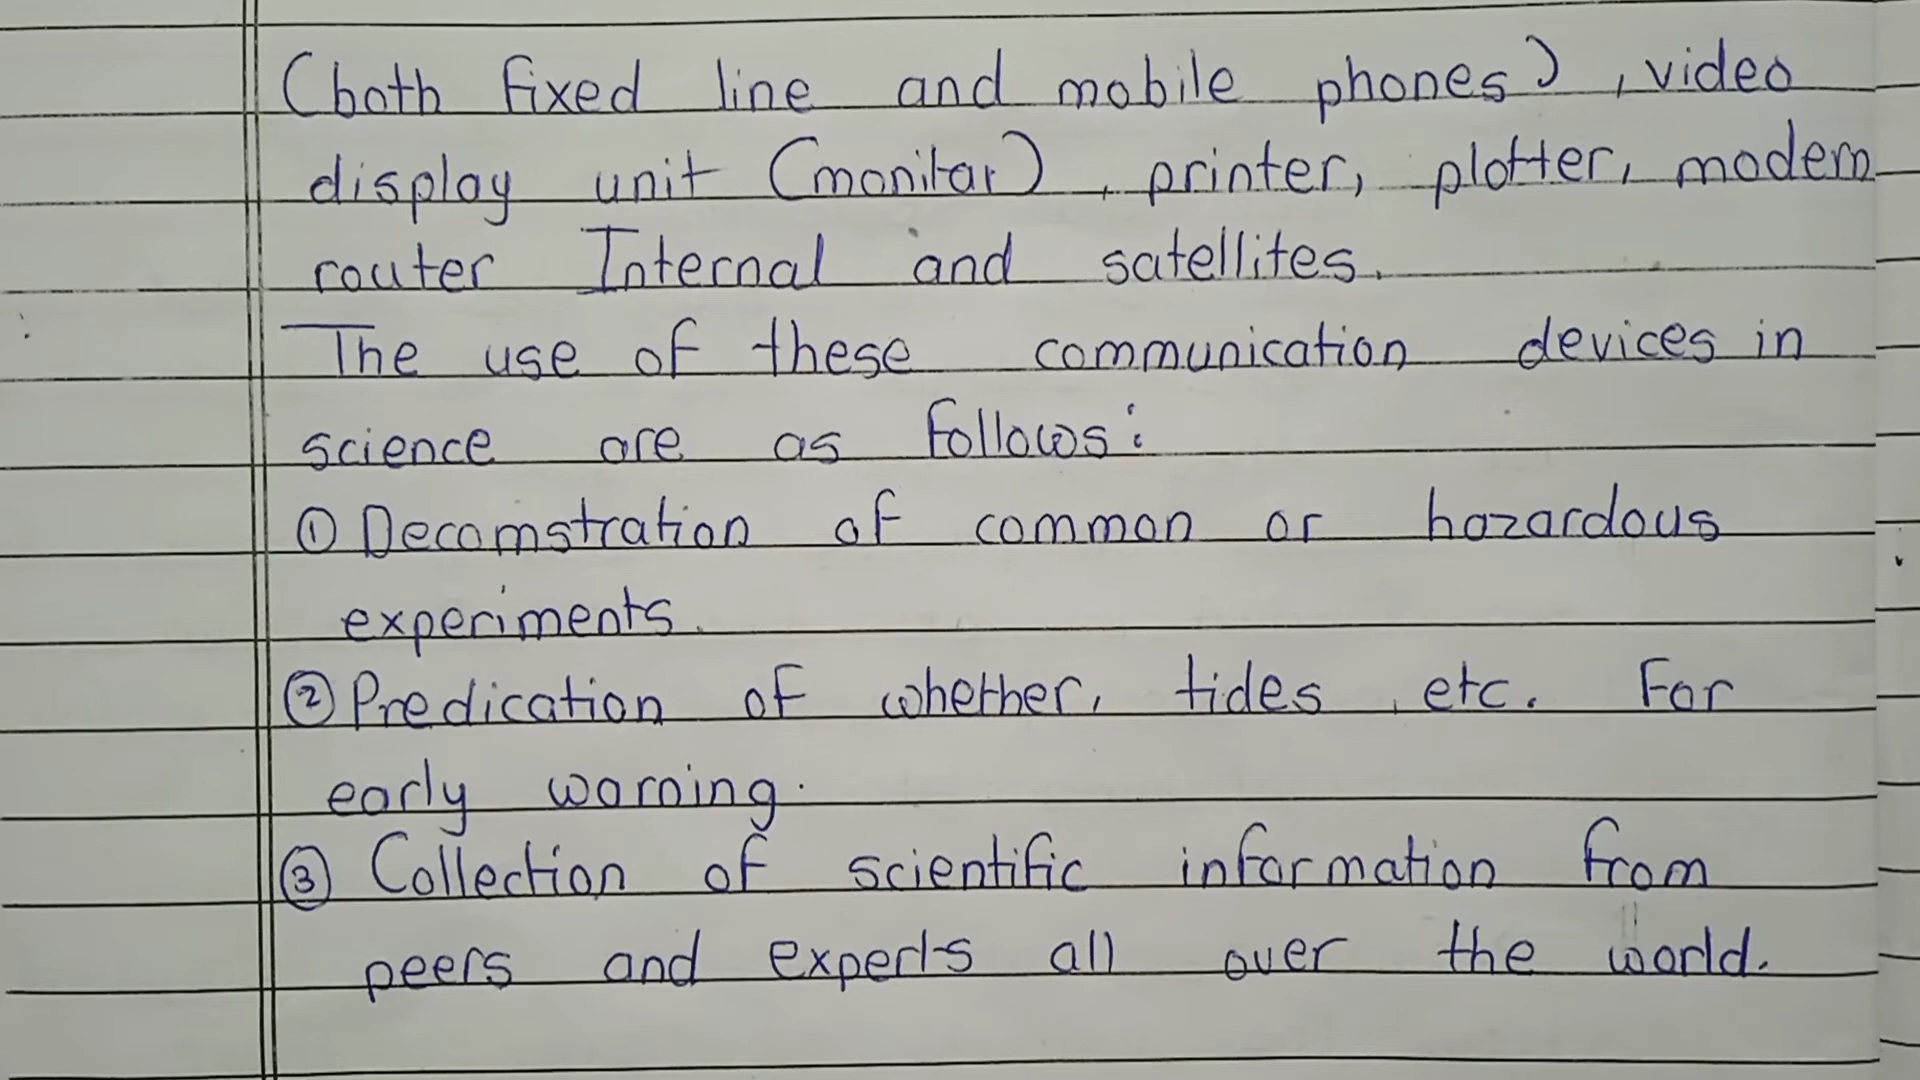 (both fixed line and mobile phones), video
display unit (monitor), printer, plotter, modem
router Internal and satellites.
The use of these communication devices in
science are as follows:
① Decomstration of common or hazardous
experiments.
② Predication of whether, tides, etc. For
early warning.
③ Collection of scientific information from
peers and experts all over the world.